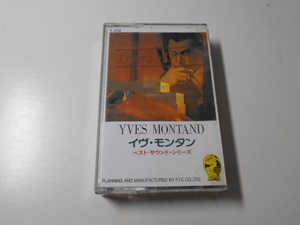 T-312
YVES MONTAND
イヴ・モンタン
ベスト・サウンド・シリーズ
PLANNING AND MANUFACTURED BY F.I.C CO.,LTD.